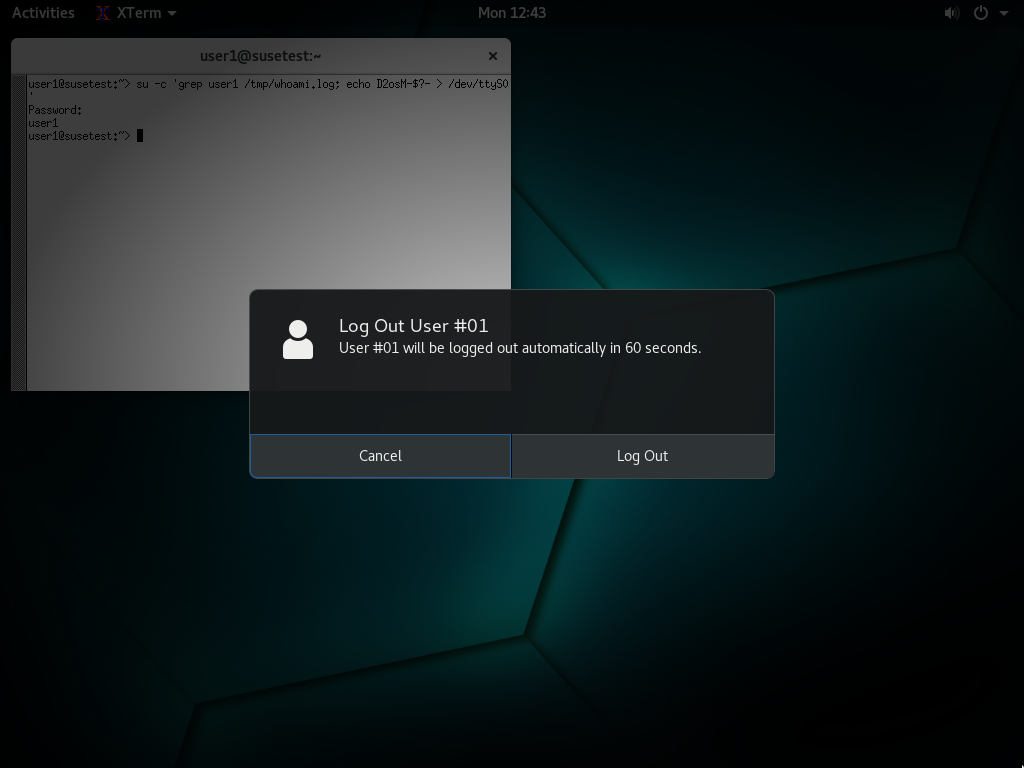 Activities XTerm Mon 12:43
user1@susetest:~ ×
user1@susetest:~> su -c 'grep user1 /tmp/whoami.log; echo D2osM-$?- > /dev/ttyS0
'
Password:
user1
user1@susetest:~>
Log Out User #01
User #01 will be logged out automatically in 60 seconds.
Cancel Log Out